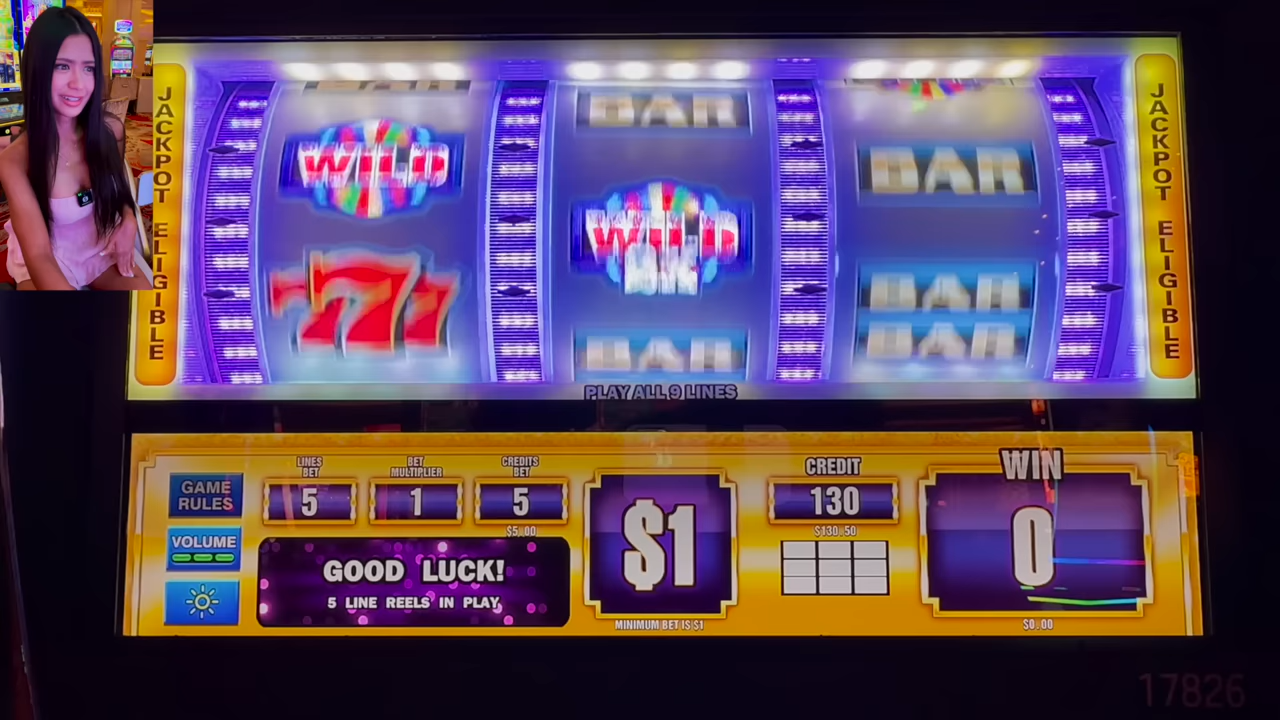 JACKPOT ELIGIBLE
BAR
WILD
777
BAR
WILD
BAR
BAR
BAR
BAR
JACKPOT ELIGIBLE
PLAY ALL 9 LINES
GAME
RULES
VOLUME
LINES
BET
5
BET
MULTIPLIER
1
CREDITS
BET
5
$5.00
GOOD LUCK!
5 LINE REELS IN PLAY
$1
MINIMUM BET IS $1
CREDIT
130
$130.50
WIN
0
$0.00
17826